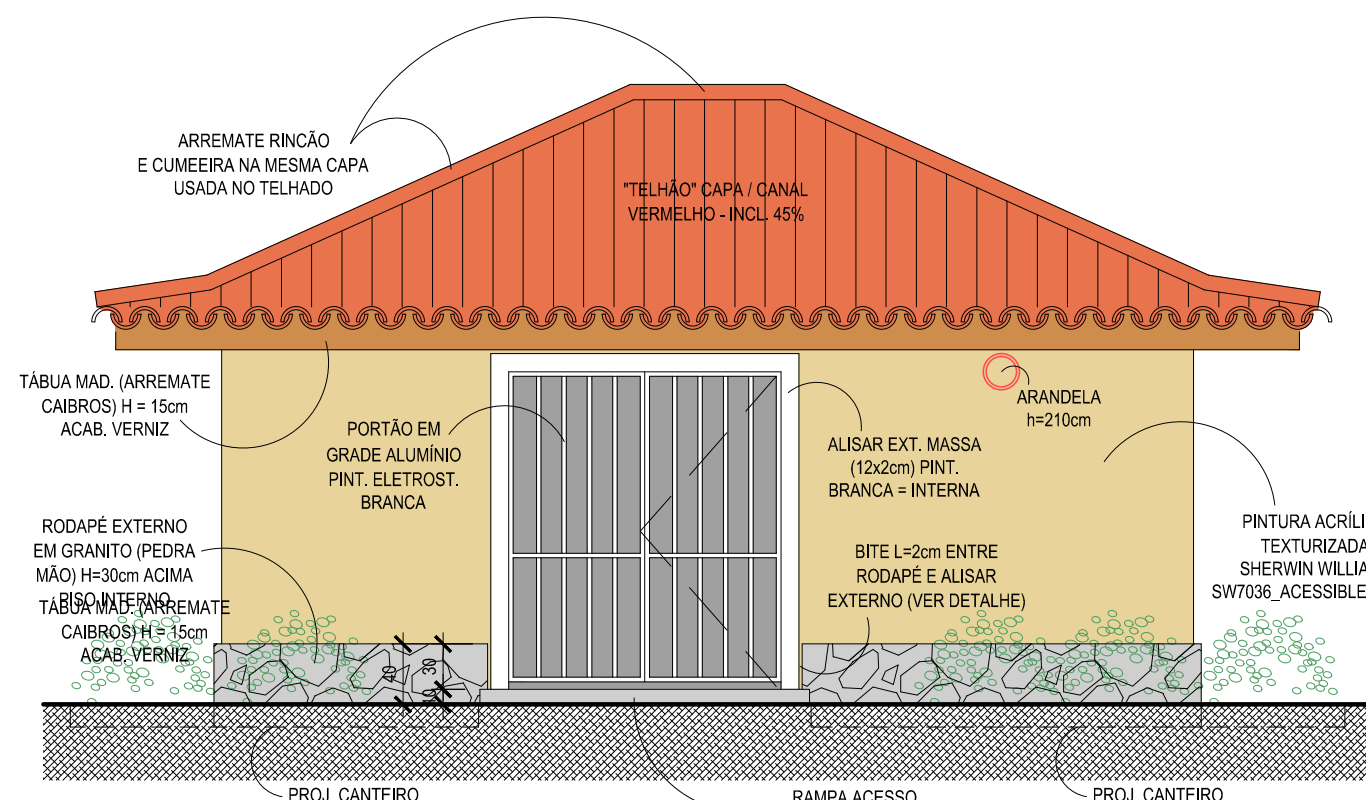 ARREMATE RINCÃO
E CUMEEIRA NA MESMA CAPA
USADA NO TELHADO
"TELHÃO" CAPA / CANAL
VERMELHO - INCL. 45%
TÁBUA MAD. (ARREMATE
CAIBROS) H = 15cm
ACAB. VERNIZ
PORTÃO EM
GRADE ALUMÍNIO
PINT. ELETROST.
BRANCA
ARANDELA
h=210cm
ALISAR EXT. MASSA
(12x2cm) PINT.
BRANCA = INTERNA
RODAPÉ EXTERNO
EM GRANITO (PEDRA
MÃO) H=30cm ACIMA
PISO INTERNO
TÁBUA MAD. (ARREMATE
CAIBROS) H = 15cm
ACAB. VERNIZ
BITE L=2cm ENTRE
RODAPÉ E ALISAR
EXTERNO (VER DETALHE)
PINTURA ACRÍLI
TEXTURIZADA
SHERWIN WILLIA
SW7036_ACESSIBLE
40
30
10
PROJ. CANTEIRO
RAMPA ACESSO
PROJ. CANTEIRO